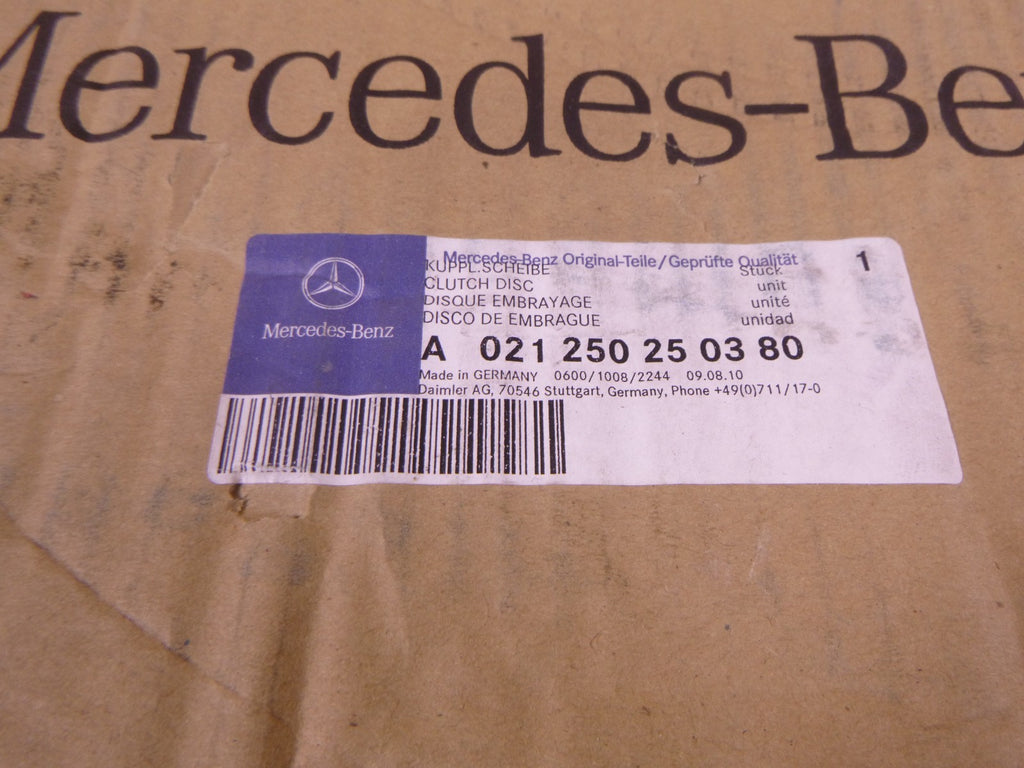 Mercedes-Be
Mercedes-Benz
Mercedes-Benz Original-Teile/Geprüfte Qualität
KUPPL.SCHEIBE Stück 1
CLUTCH DISC unit
DISQUE EMBRAYAGE unité
DISCO DE EMBRAGUE unidad
A 021 250 25 03 80
Made in GERMANY 0600/1008/2244 09.08.10
Daimler AG, 70546 Stuttgart, Germany, Phone +49(0)711/17-0